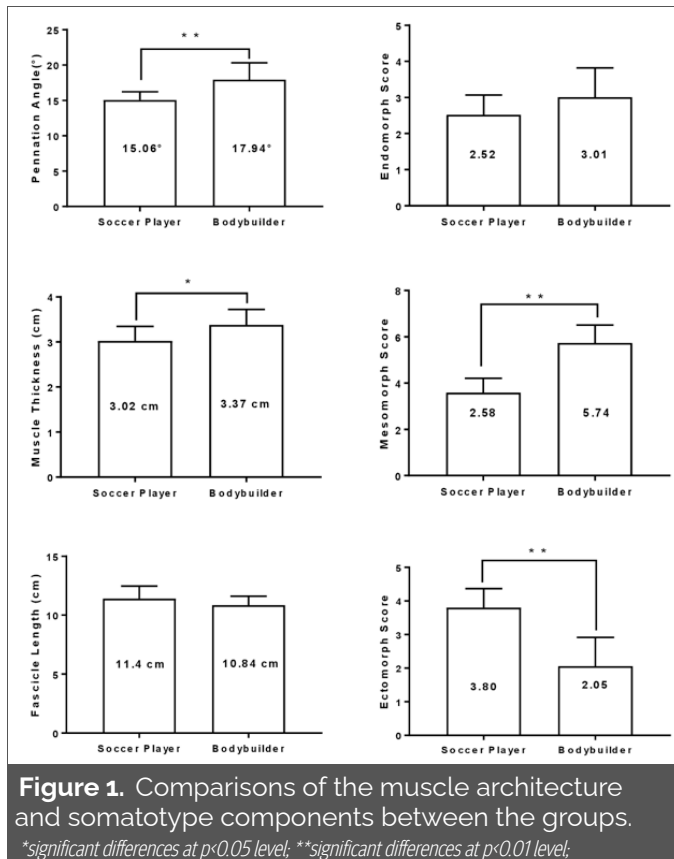 * *
Pennation Angle(°)
25
20
15
10
5
0
15.06°
17.94°
Soccer Player
Bodybuilder
Endomorph Score
5
4
3
2
1
0
2.52
3.01
Soccer Player
Bodybuilder
*
Muscle Thickness (cm)
4
3
2
1
0
3.02 cm
3.37 cm
Soccer Player
Bodybuilder
* *
Mesomorph Score
8
6
4
2
0
2.58
5.74
Soccer Player
Bodybuilder
Fascicle Length (cm)
15
10
5
0
11.4 cm
10.84 cm
Soccer Player
Bodybuilder
* *
Ectomorph Score
5
4
3
2
1
0
3.80
2.05
Soccer Player
Bodybuilder
Figure 1. Comparisons of the muscle architecture
and somatotype components between the groups.
*significant differences at p<0.05 level; **significant differences at p<0.01 level;